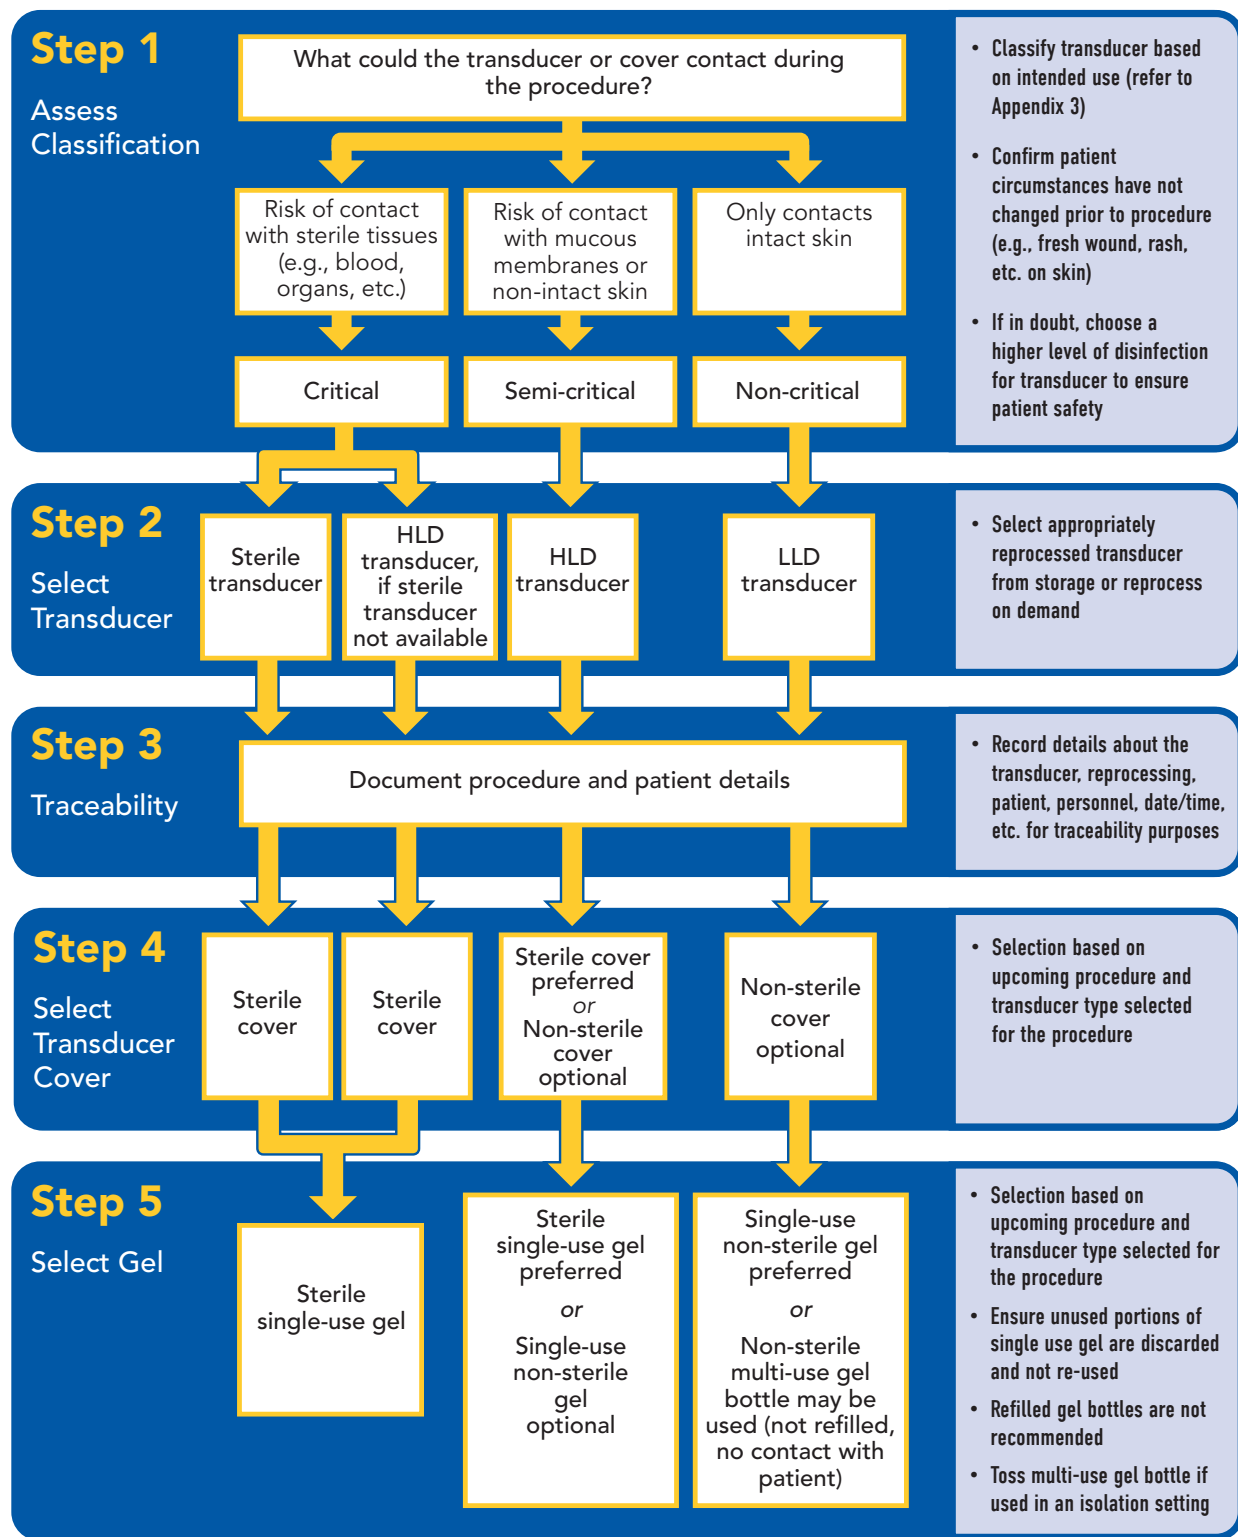 Step 1
Assess
Classification
What could the transducer or cover contact during
the procedure?
Risk of contact
with sterile tissues
(e.g., blood,
organs, etc.)
Risk of contact
with mucous
membranes or
non-intact skin
Only contacts
intact skin
Critical
Semi-critical
Non-critical
• Classify transducer based
on intended use (refer to
Appendix 3)
• Confirm patient
circumstances have not
changed prior to procedure
(e.g., fresh wound, rash,
etc. on skin)
• If in doubt, choose a
higher level of disinfection
for transducer to ensure
patient safety
Step 2
Select
Transducer
Sterile
transducer
HLD
transducer,
if sterile
transducer
not available
HLD
transducer
LLD
transducer
• Select appropriately
reprocessed transducer
from storage or reprocess
on demand
Step 3
Traceability
Document procedure and patient details
• Record details about the
transducer, reprocessing,
patient, personnel, date/time,
etc. for traceability purposes
Step 4
Select
Transducer
Cover
Sterile
cover
Sterile
cover
Sterile cover
preferred
or
Non-sterile
cover
optional
Non-sterile
cover
optional
• Selection based on
upcoming procedure and
transducer type selected
for the procedure
Step 5
Select Gel
Sterile
single-use gel
Sterile
single-use gel
preferred
or
Single-use
non-sterile
gel
optional
Single-use
non-sterile gel
preferred
or
Non-sterile
multi-use gel
bottle may be
used (not refilled,
no contact with
patient)
• Selection based on
upcoming procedure and
transducer type selected for
the procedure
• Ensure unused portions of
single use gel are discarded
and not re-used
• Refilled gel bottles are not
recommended
• Toss multi-use gel bottle if
used in an isolation setting